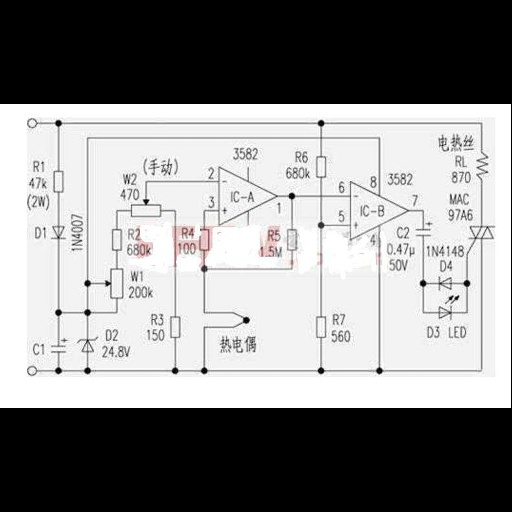 R1
47k
(2W)
D1
1N4007
C1
+
D2
24.8V
R2
680k
W1
200k
W2
470
(手动)
R3
150
R4
100
热电偶
3582
2
3
1
IC-A
R5
1.5M
R6
680k
R7
560
3582
6
5
8
4
7
IC-B
C2
0.47μ
50V
+
1N4148
D4
D3 LED
电热丝
RL
870
MAC
97A6